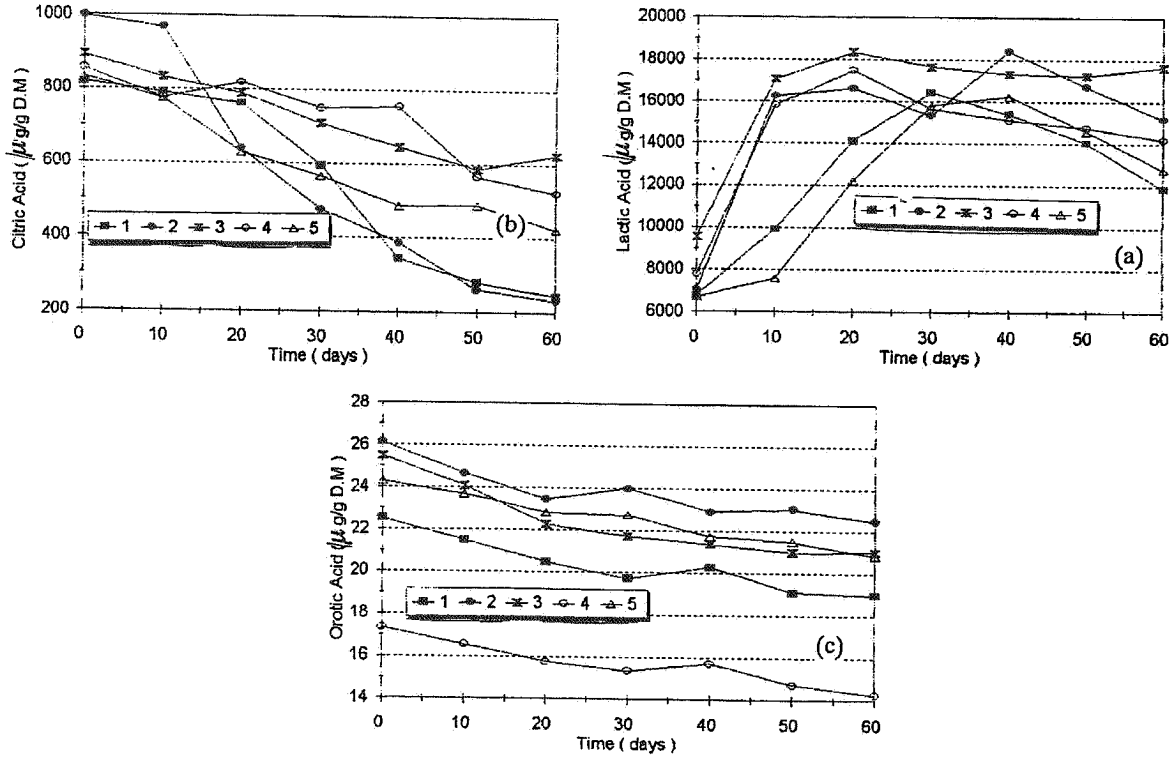 Citric Acid ( μg/g D.M)
1000
800
600
400
200
1 2 3 4 5
(b)
0 10 20 30 40 50 60
Time ( days )
Lactic Acid (μg/g D.M)
20000
18000
16000
14000
12000
10000
8000
6000
1 2 3 4 5
(a)
0 10 20 30 40 50 60
Time ( days )
Orotic Acid (μg/g D.M)
28
26
24
22
20
18
16
14
1 2 3 4 5
(c)
0 10 20 30 40 50 60
Time ( days )